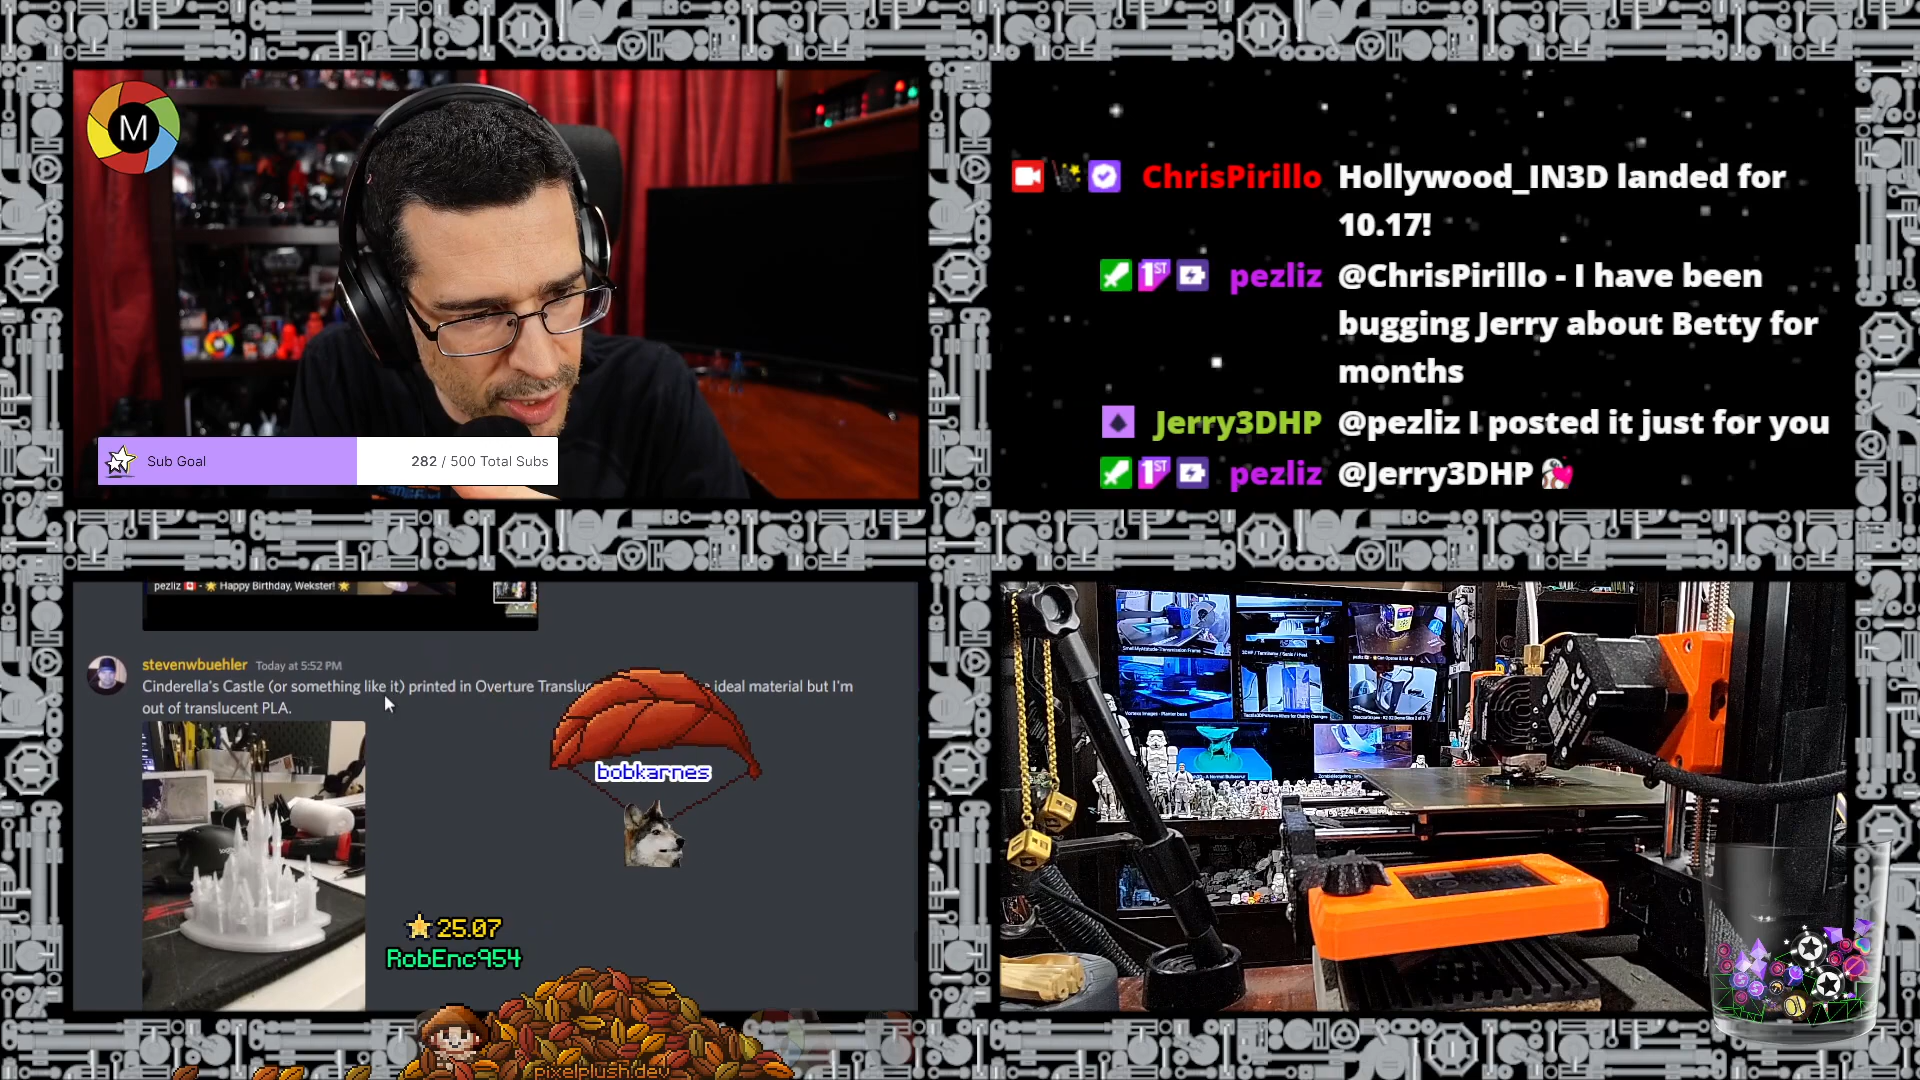 M
Sub Goal
282 / 500 Total Subs
ChrisPirillo Hollywood_IN3D landed for
10.17!
pezliz @ChrisPirillo - I have been
bugging Jerry about Betty for
months
Jerry3DHP @pezliz I posted it just for you
pezliz @Jerry3DHP
pezliz 🇨🇦 - 🌟 Happy Birthday, Wekster! 🌟
stevenwbuehler Today at 5:52 PM
Cinderella's Castle (or something like it) printed in Overture Translu ideal material but I'm
out of translucent PLA.
bobkarnes
25.07
RobEnc954
pixelplush.dev